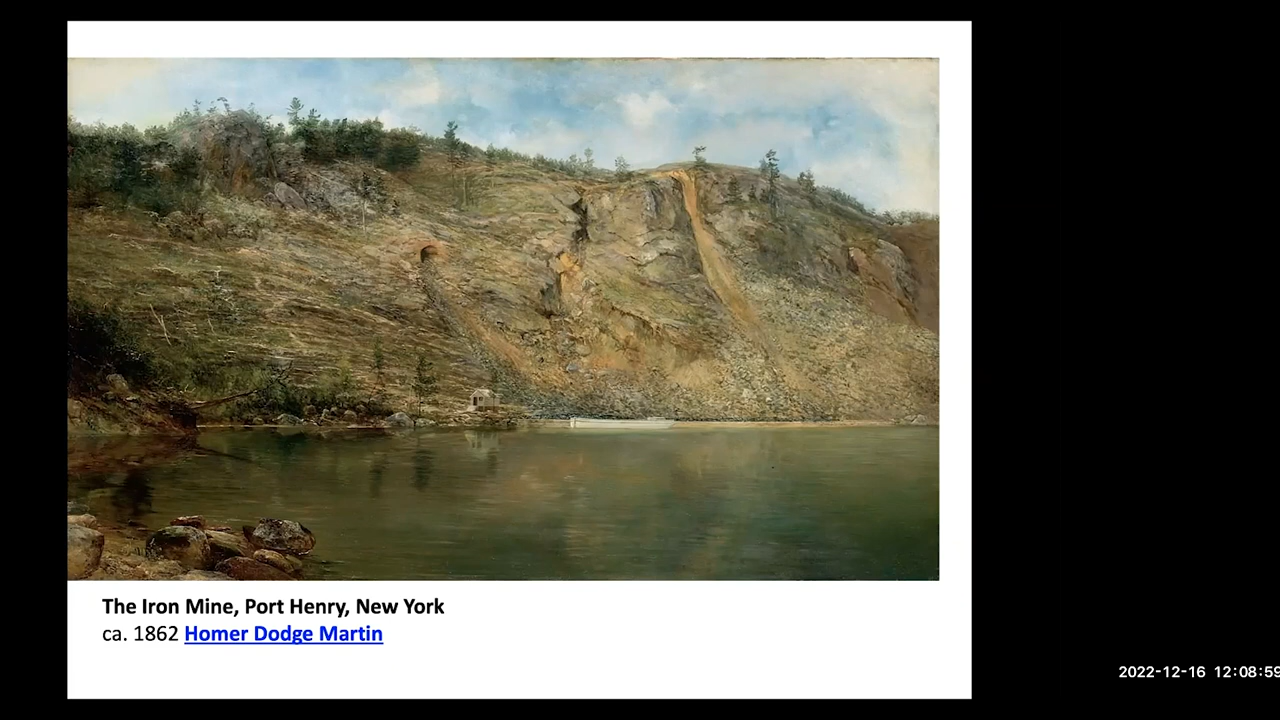 The Iron Mine, Port Henry, New York
ca. 1862 Homer Dodge Martin
2022-12-16 12:08:59